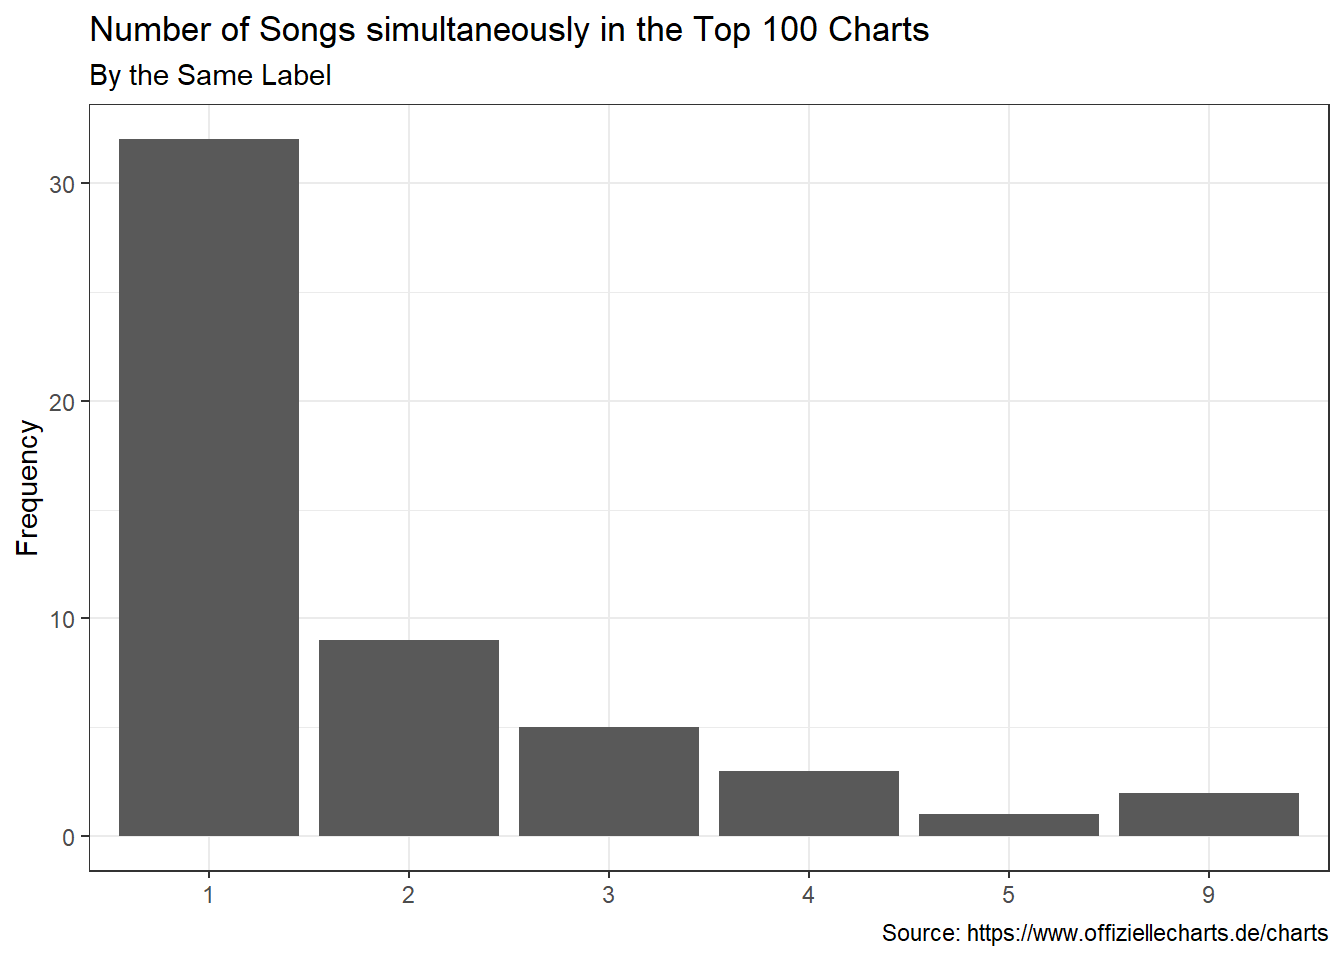 Number of Songs simultaneously in the Top 100 Charts
By the Same Label
Frequency
30
20
10
0
1 2 3 4 5 9
Source: https://www.offiziellecharts.de/charts